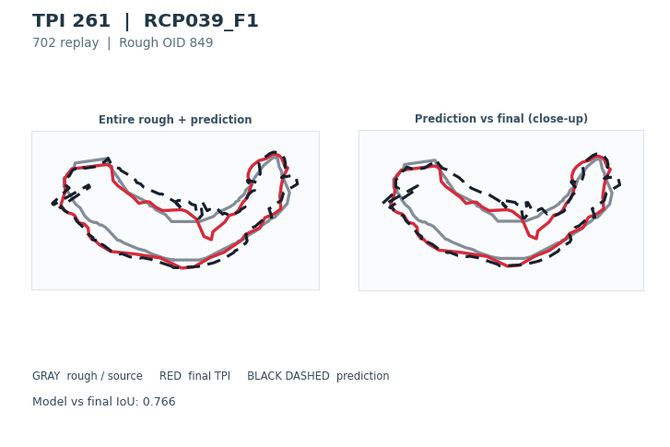 TPI 261 | RCP039_F1
702 replay | Rough OID 849
Entire rough + prediction
Prediction vs final (close-up)
GRAY rough / source RED final TPI BLACK DASHED prediction
Model vs final IoU: 0.766